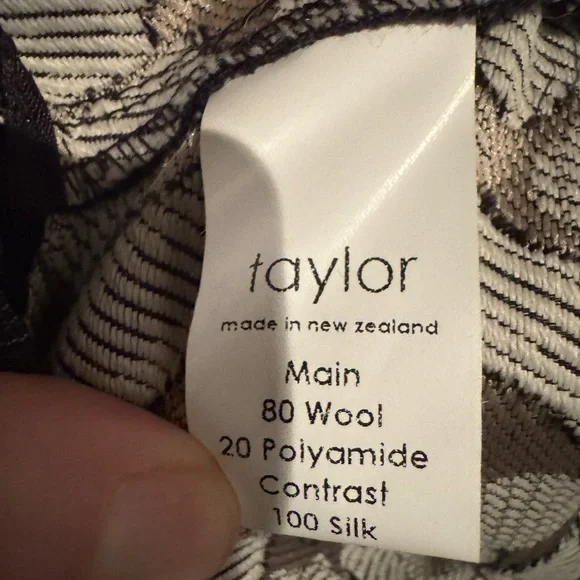 taylor
made in new zealand
Main
80 Wool
20 Polyamide
Contrast
100 Silk